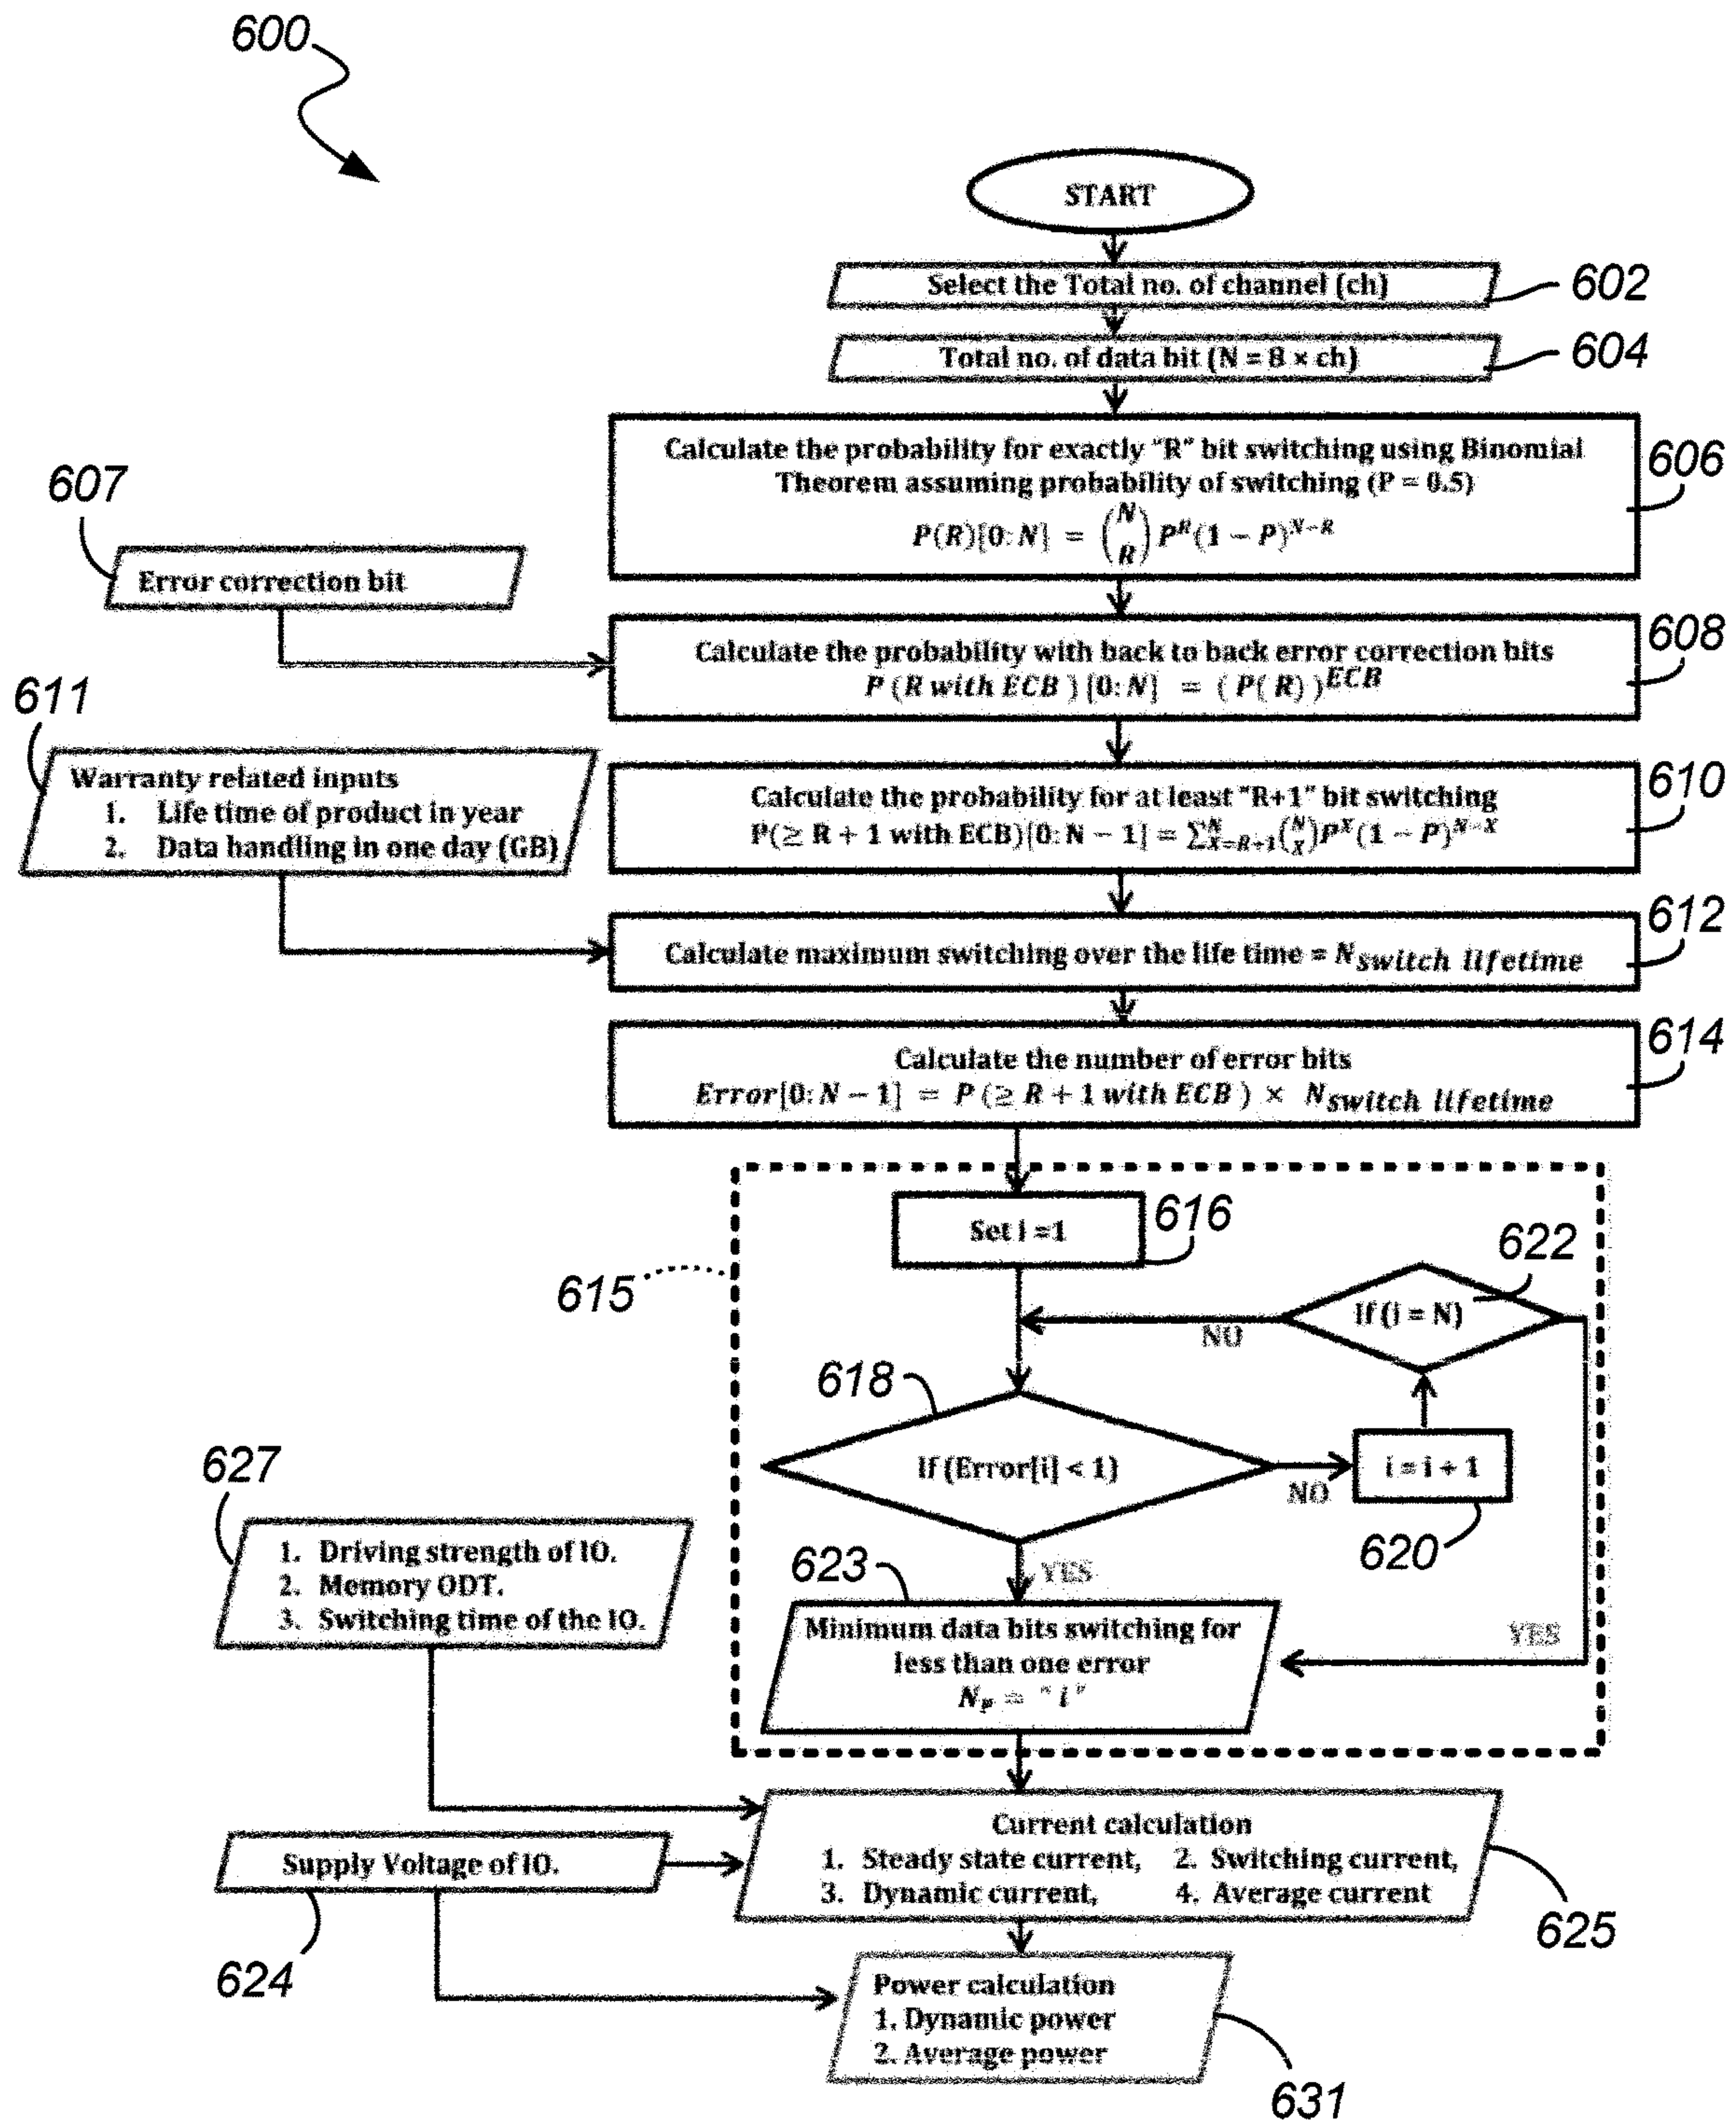 600
START
Select the Total no. of channel (ch)
602
Total no. of data bit (N = 8 × ch)
604
Calculate the probability for exactly "R" bit switching using Binomial
Theorem assuming probability of switching (P = 0.5)
P(R)[0:N] = (N R) P^R (1 − P)^{N−R}
606
607
Error correction bit
Calculate the probability with back to back error correction bits
P (R with ECB ) [0:N] = ( P( R) )^{ECB}
608
611
Warranty related inputs
1. Life time of product in year
2. Data handling in one day (GB)
Calculate the probability for at least "R+1" bit switching
P(≥ R + 1 with ECB)[0:N − 1] = ∑_{X=R+1}^{N} (N X) P^X (1 − P)^{N−X}
610
Calculate maximum switching over the life time = N_{switch lifetime}
612
Calculate the number of error bits
Error[0:N − 1] = P (≥ R + 1 with ECB ) × N_{switch lifetime}
614
615
Set i =1
616
If (i = N)
622
NO
618
If (Error[i] < 1)
NO
i = i + 1
620
YES
623
Minimum data bits switching for
less than one error
N_P = "i"
YES
627
1. Driving strength of IO.
2. Memory ODT.
3. Switching time of the IO.
Supply Voltage of IO.
624
Current calculation
1. Steady state current, 2. Switching current,
3. Dynamic current, 4. Average current
625
Power calculation
1. Dynamic power
2. Average power
631